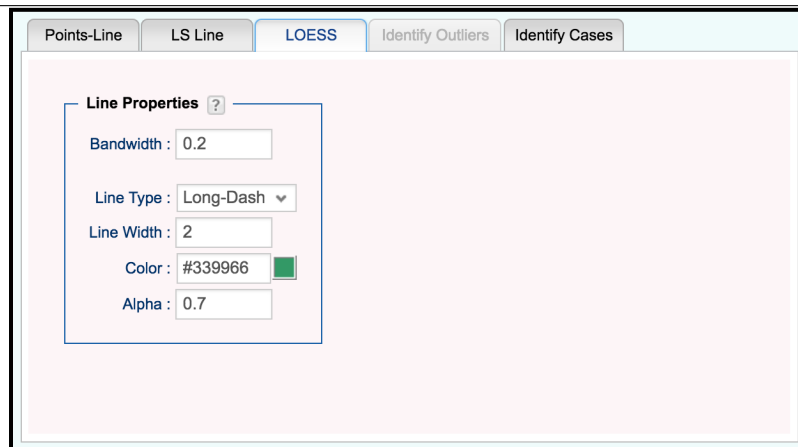 Points-Line LS Line LOESS Identify Outliers Identify Cases
Line Properties ?
Bandwidth : 0.2
Line Type : Long-Dash
Line Width : 2
Color : #339966
Alpha : 0.7